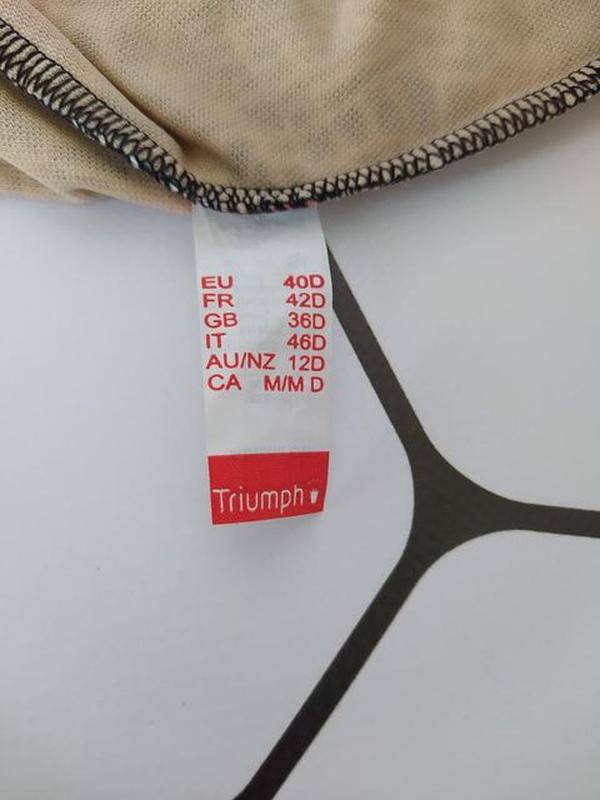 EU 40D
FR 42D
GB 36D
IT 46D
AU/NZ 12D
CA M/M D
Triumph